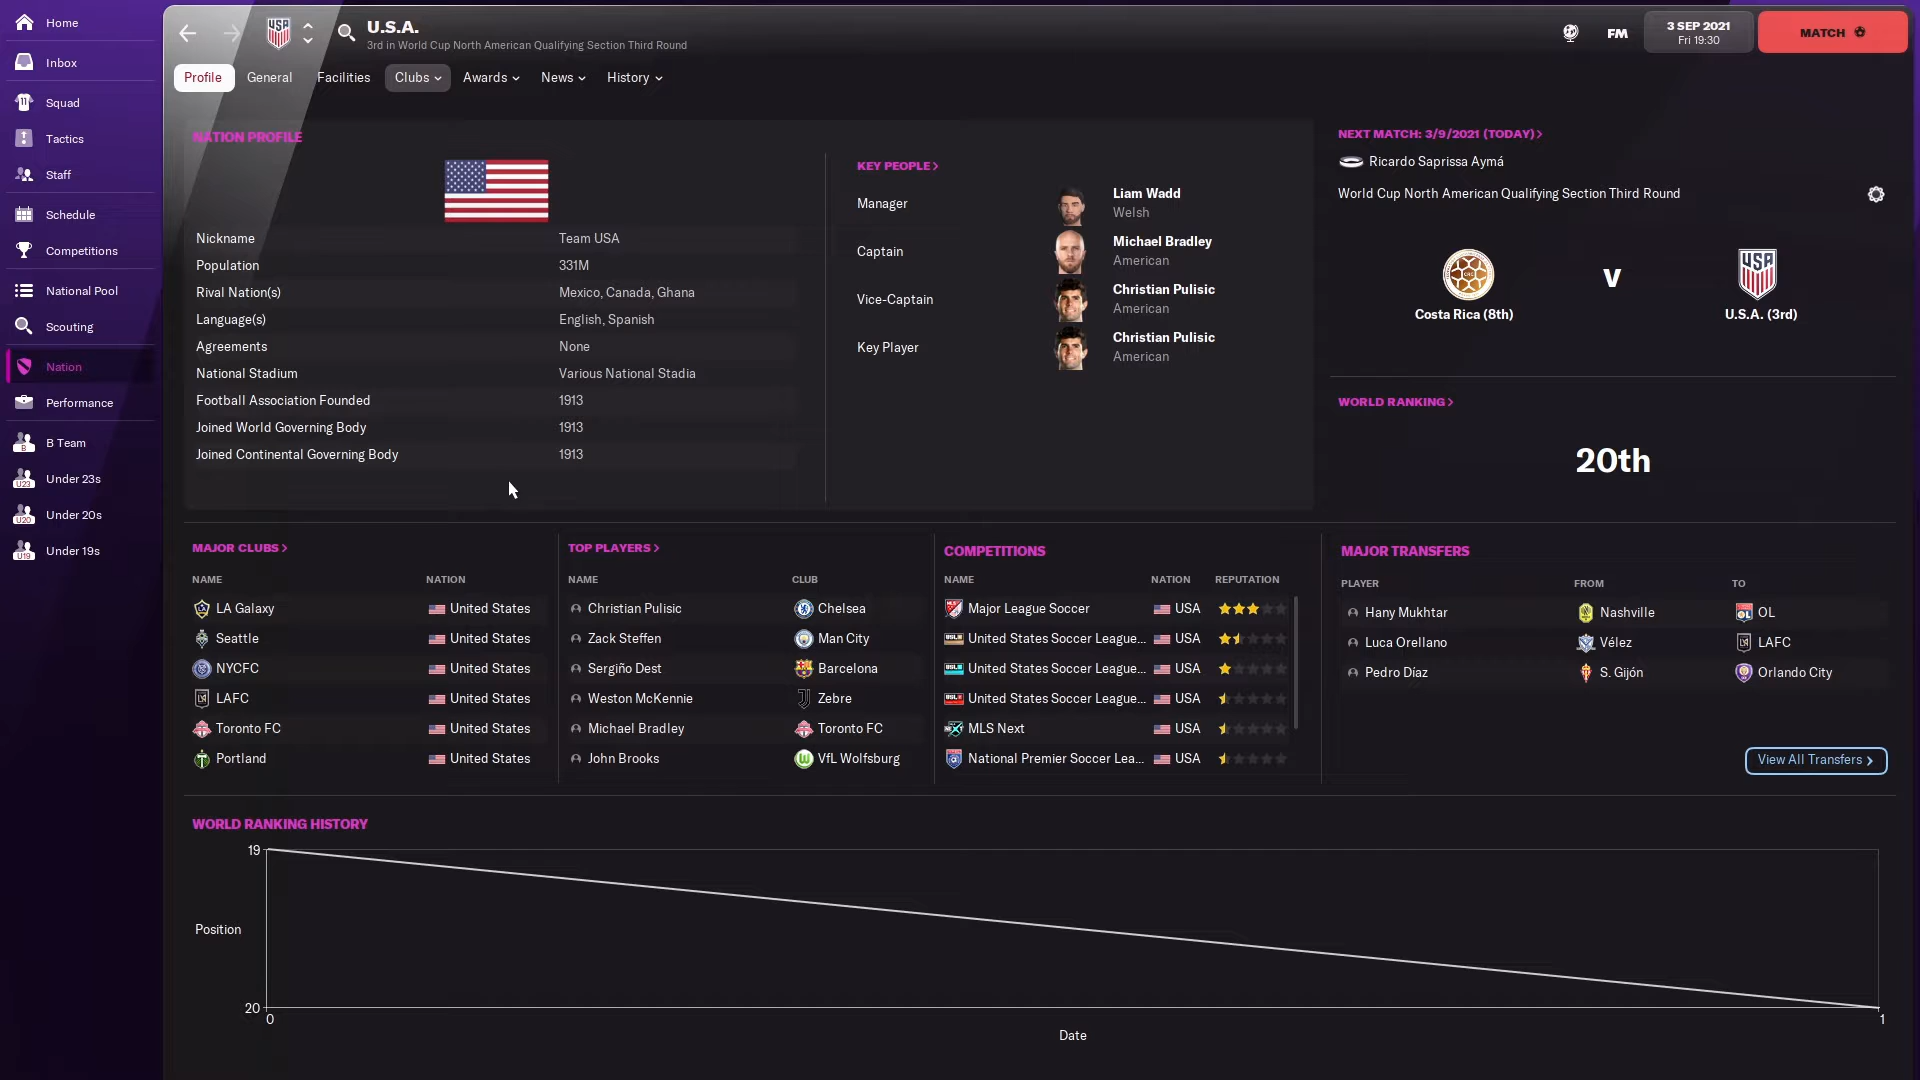 Home
Inbox
Squad
Tactics
Staff
Schedule
Competitions
National Pool
Scouting
Nation
Performance
B Team
Under 23s
Under 20s
Under 19s
U.S.A.
3rd in World Cup North American Qualifying Section Third Round
FM
3 SEP 2021
Fri 19:30
MATCH
Profile General Facilities Clubs Awards News History
NATION PROFILE
Nickname Team USA
Population 331M
Rival Nation(s) Mexico, Canada, Ghana
Language(s) English, Spanish
Agreements None
National Stadium Various National Stadia
Football Association Founded 1913
Joined World Governing Body 1913
Joined Continental Governing Body 1913
KEY PEOPLE >
Manager Liam Wadd
Welsh
Captain Michael Bradley
American
Vice-Captain Christian Pulisic
American
Key Player Christian Pulisic
American
NEXT MATCH: 3/9/2021 (TODAY) >
Ricardo Saprissa Aymá
World Cup North American Qualifying Section Third Round
V
Costa Rica (8th) U.S.A. (3rd)
WORLD RANKING >
20th
MAJOR CLUBS >
NAME NATION
LA Galaxy United States
Seattle United States
NYCFC United States
LAFC United States
Toronto FC United States
Portland United States
TOP PLAYERS >
NAME CLUB
Christian Pulisic Chelsea
Zack Steffen Man City
Sergiño Dest Barcelona
Weston McKennie Zebre
Michael Bradley Toronto FC
John Brooks VfL Wolfsburg
COMPETITIONS
NAME NATION REPUTATION
Major League Soccer USA
United States Soccer League... USA
United States Soccer League... USA
United States Soccer League... USA
MLS Next USA
National Premier Soccer Lea... USA
MAJOR TRANSFERS
PLAYER FROM TO
Hany Mukhtar Nashville OL
Luca Orellano Vélez LAFC
Pedro Díaz S. Gijón Orlando City
View All Transfers >
WORLD RANKING HISTORY
19
Position
20
0 1
Date